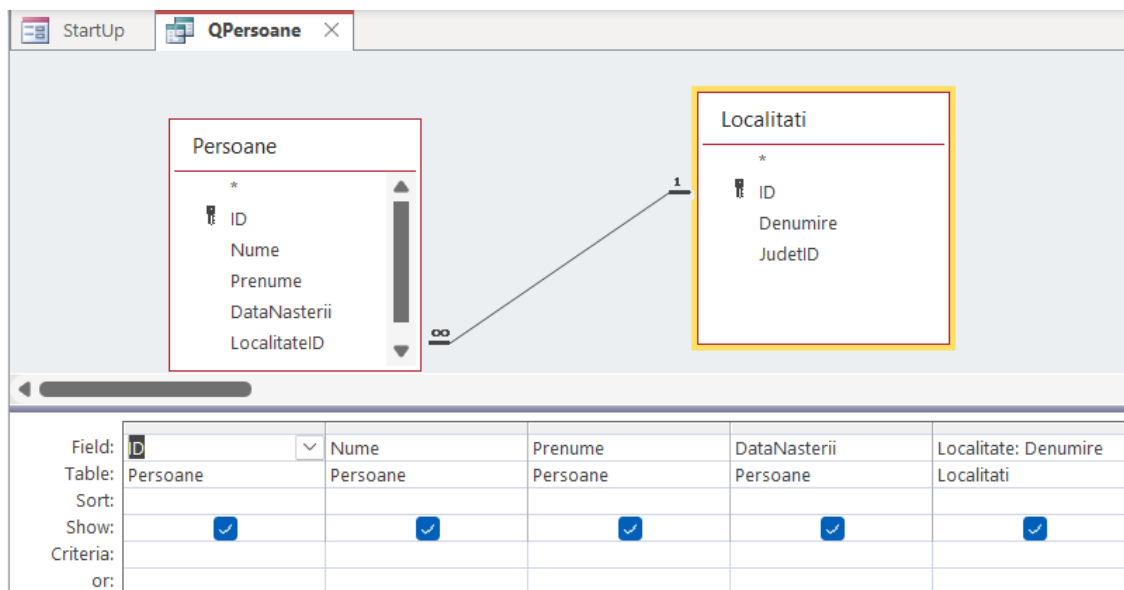 StartUp QPersoane
Persoane
*
ID
Nume
Prenume
DataNasterii
LocalitateID
∞
1
Localitati
*
ID
Denumire
JudetID
Field: ID Nume Prenume DataNasterii Localitate: Denumire
Table: Persoane Persoane Persoane Persoane Localitati
Sort:
Show:
Criteria:
or: